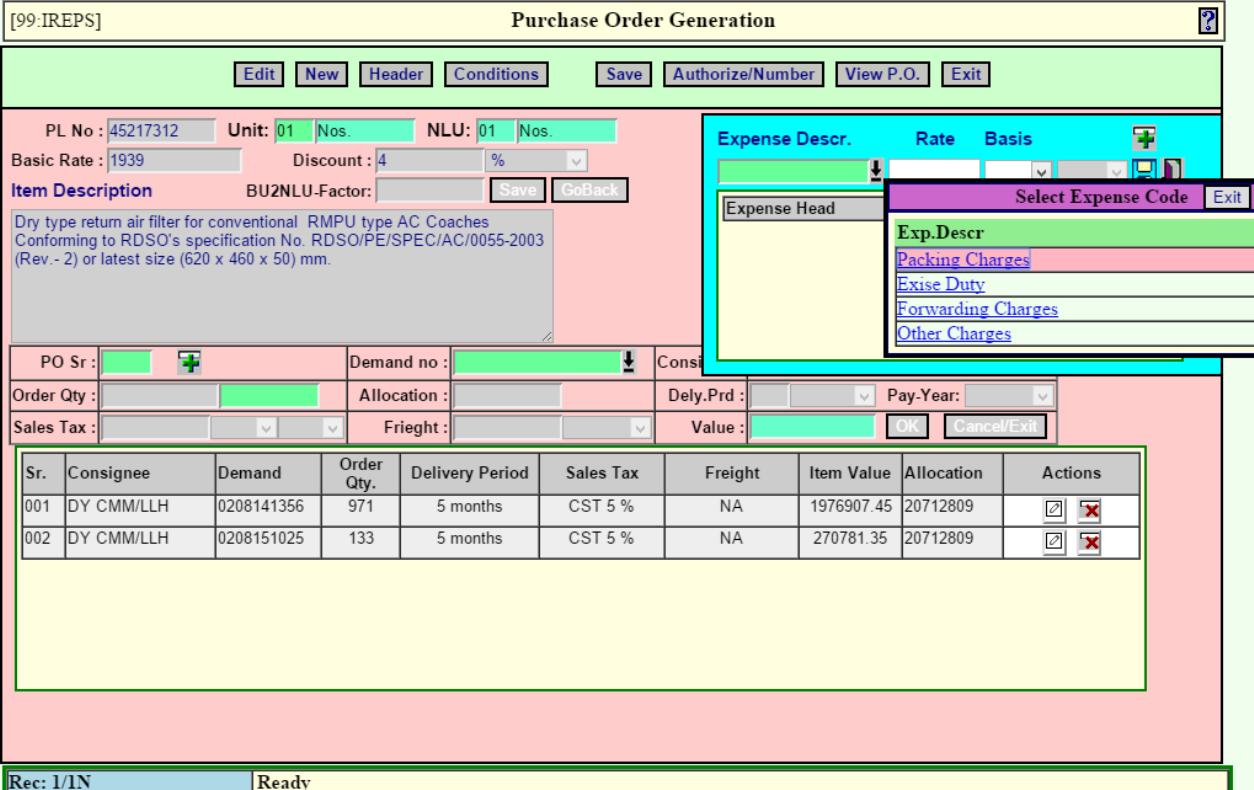 [99:IREPS] Purchase Order Generation ?
Edit New Header Conditions Save Authorize/Number View P.O. Exit
PL No : 45217312 Unit: 01 Nos. NLU: 01 Nos.
Basic Rate : 1939 Discount : 4 %
Item Description BU2NLU-Factor: Save GoBack
Dry type return air filter for conventional RMPU type AC Coaches
Conforming to RDSO's specification No. RDSO/PE/SPEC/AC/0055-2003
(Rev.- 2) or latest size (620 x 460 x 50) mm.
Expense Descr. Rate Basis
Expense Head
Select Expense Code Exit
Exp.Descr
Packing Charges
Exise Duty
Forwarding Charges
Other Charges
PO Sr : Demand no : Consi
Order Qty : Allocation : Dely.Prd : Pay-Year:
Sales Tax : Frieght : Value : OK Cancel/Exit
Sr. Consignee Demand Order Qty. Delivery Period Sales Tax Freight Item Value Allocation Actions
001 DY CMM/LLH 0208141356 971 5 months CST 5 % NA 1976907.45 20712809
002 DY CMM/LLH 0208151025 133 5 months CST 5 % NA 270781.35 20712809
Rec: 1/1N Ready